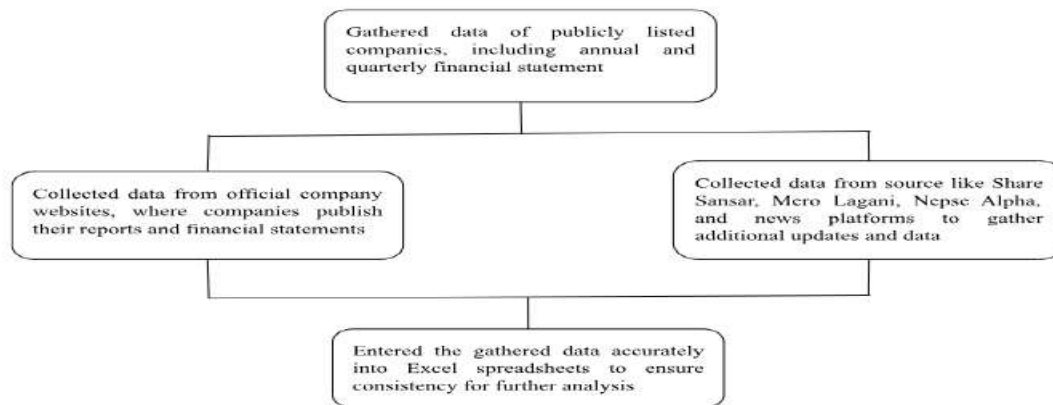 Gathered data of publicly listed
companies, including annual and
quarterly financial statement
Collected data from official company
websites, where companies publish
their reports and financial statements
Collected data from source like Share
Sansar, Mero Lagani, Nepse Alpha,
and news platforms to gather
additional updates and data
Entered the gathered data accurately
into Excel spreadsheets to ensure
consistency for further analysis